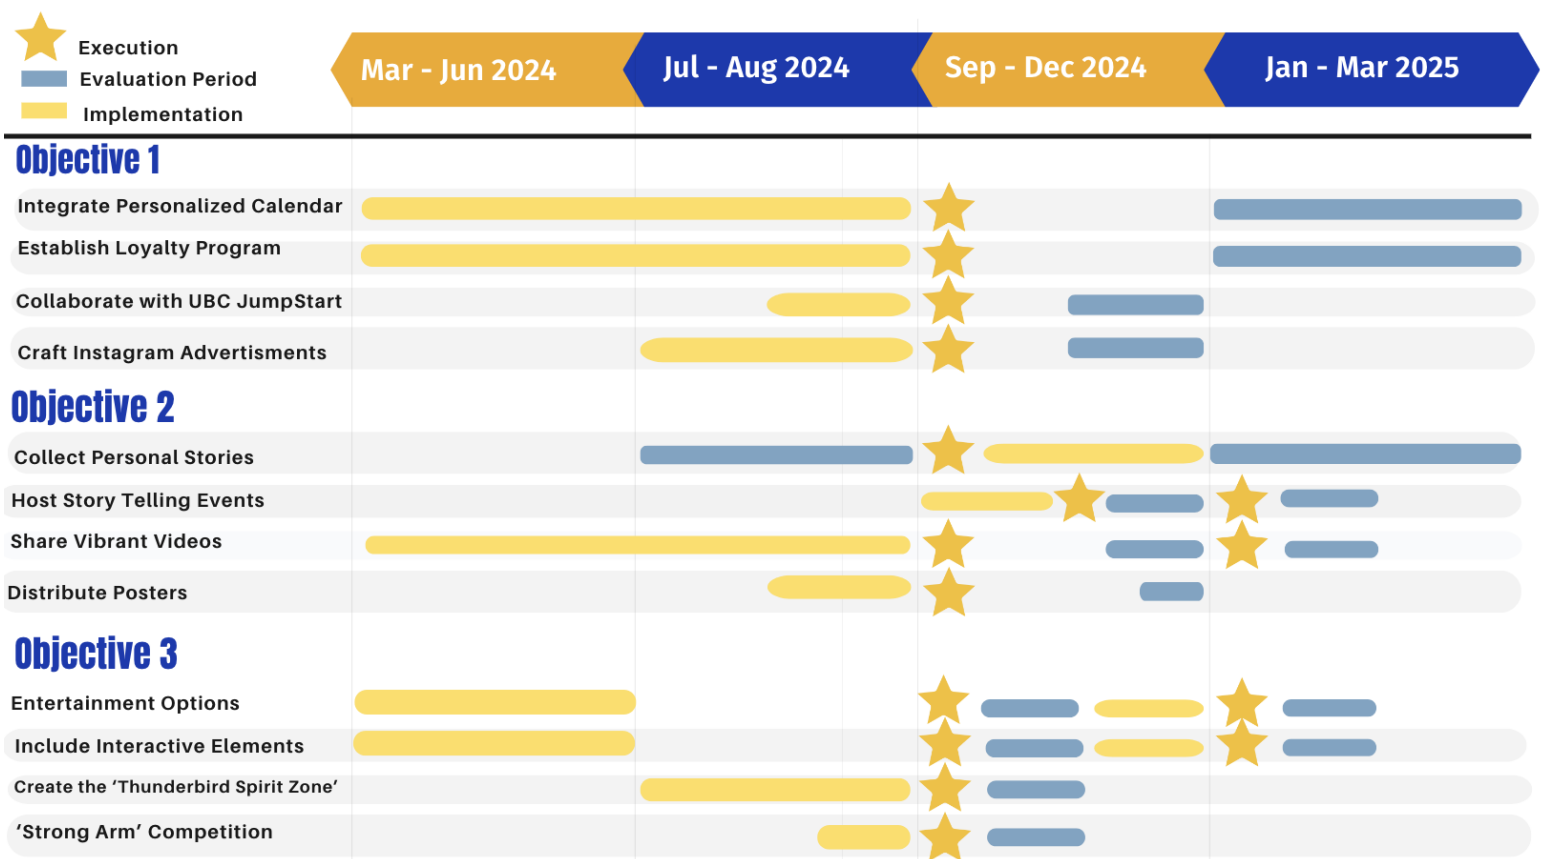 Execution
Evaluation Period
Implementation
Mar - Jun 2024
Jul - Aug 2024
Sep - Dec 2024
Jan - Mar 2025
Objective 1
Integrate Personalized Calendar
Establish Loyalty Program
Collaborate with UBC JumpStart
Craft Instagram Advertisments
Objective 2
Collect Personal Stories
Host Story Telling Events
Share Vibrant Videos
Distribute Posters
Objective 3
Entertainment Options
Include Interactive Elements
Create the ‘Thunderbird Spirit Zone’
‘Strong Arm’ Competition